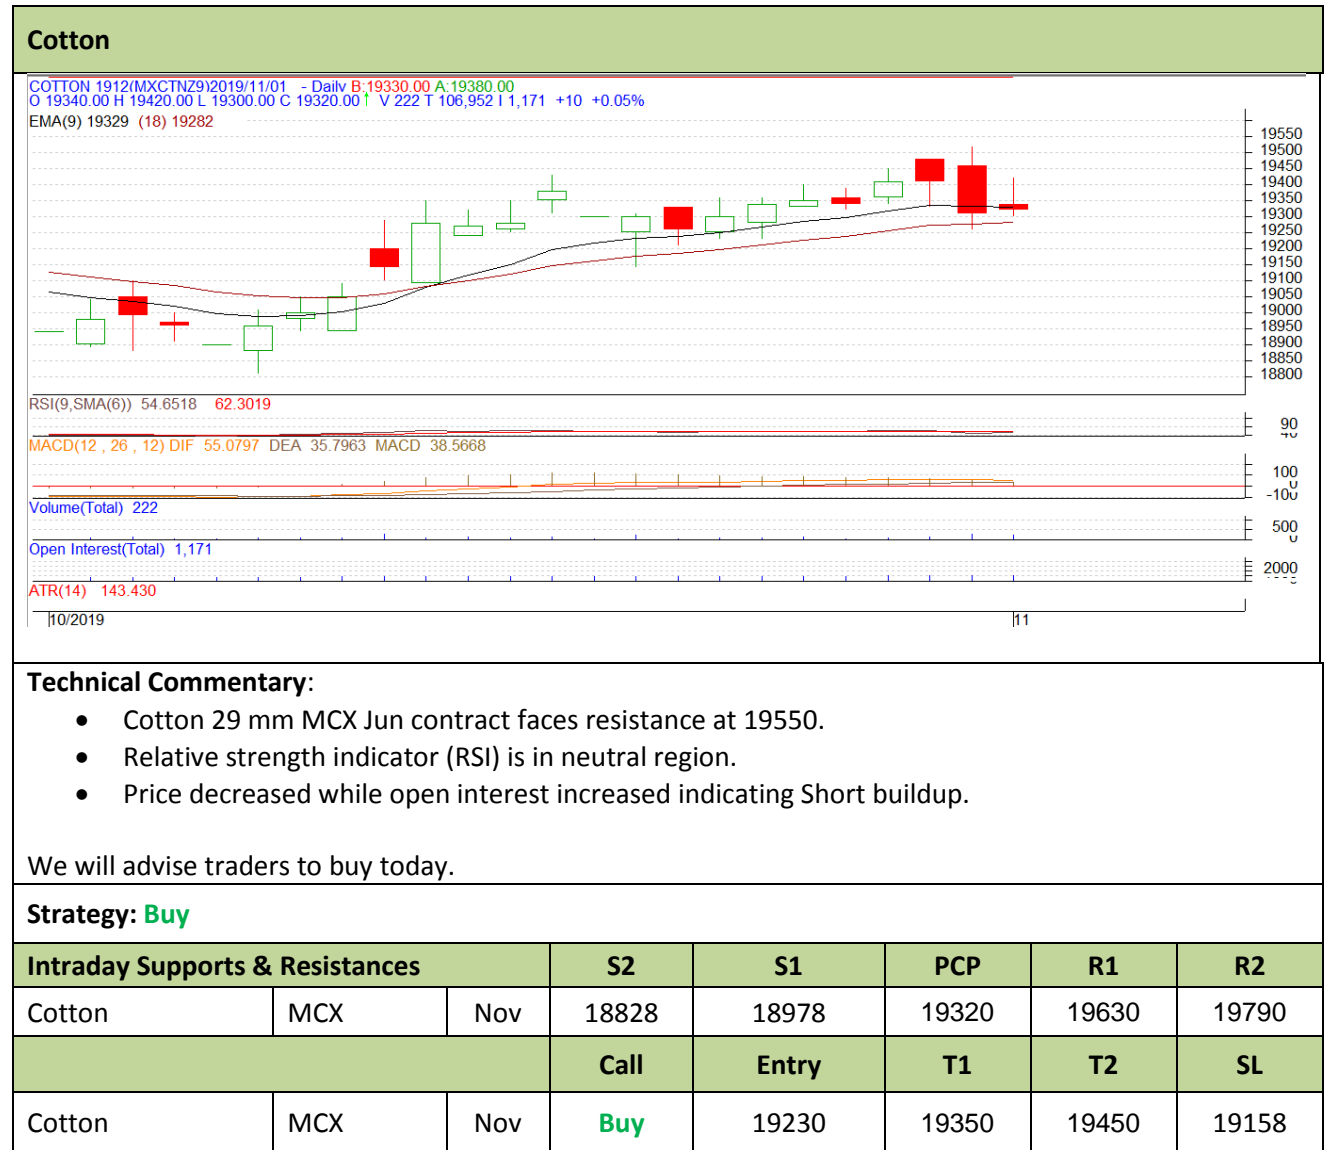 Cotton
COTTON 1912(MXCTNZ9)2019/11/01 - Daily B:19330.00 A:19380.00
O 19340.00 H 19420.00 L 19300.00 C 19320.00↑ V 222 T 106,952 I 1,171 +10 +0.05%
EMA(9) 19329 (18) 19282
19550
19500
19450
19400
19350
19300
19250
19200
19150
19100
19050
19000
18950
18900
18850
18800
RSI(9,SMA(6)) 54.6518 62.3019
90
40
MACD(12 , 26 , 12) DIF 55.0797 DEA 35.7963 MACD 38.5668
100
0
-100
Volume(Total) 222
500
0
Open Interest(Total) 1,171
2000
ATR(14) 143.430
10/2019 11
Technical Commentary:
• Cotton 29 mm MCX Jun contract faces resistance at 19550.
• Relative strength indicator (RSI) is in neutral region.
• Price decreased while open interest increased indicating Short buildup.
We will advise traders to buy today.
Strategy: Buy
Intraday Supports & Resistances S2 S1 PCP R1 R2
Cotton MCX Nov 18828 18978 19320 19630 19790
Call Entry T1 T2 SL
Cotton MCX Nov Buy 19230 19350 19450 19158